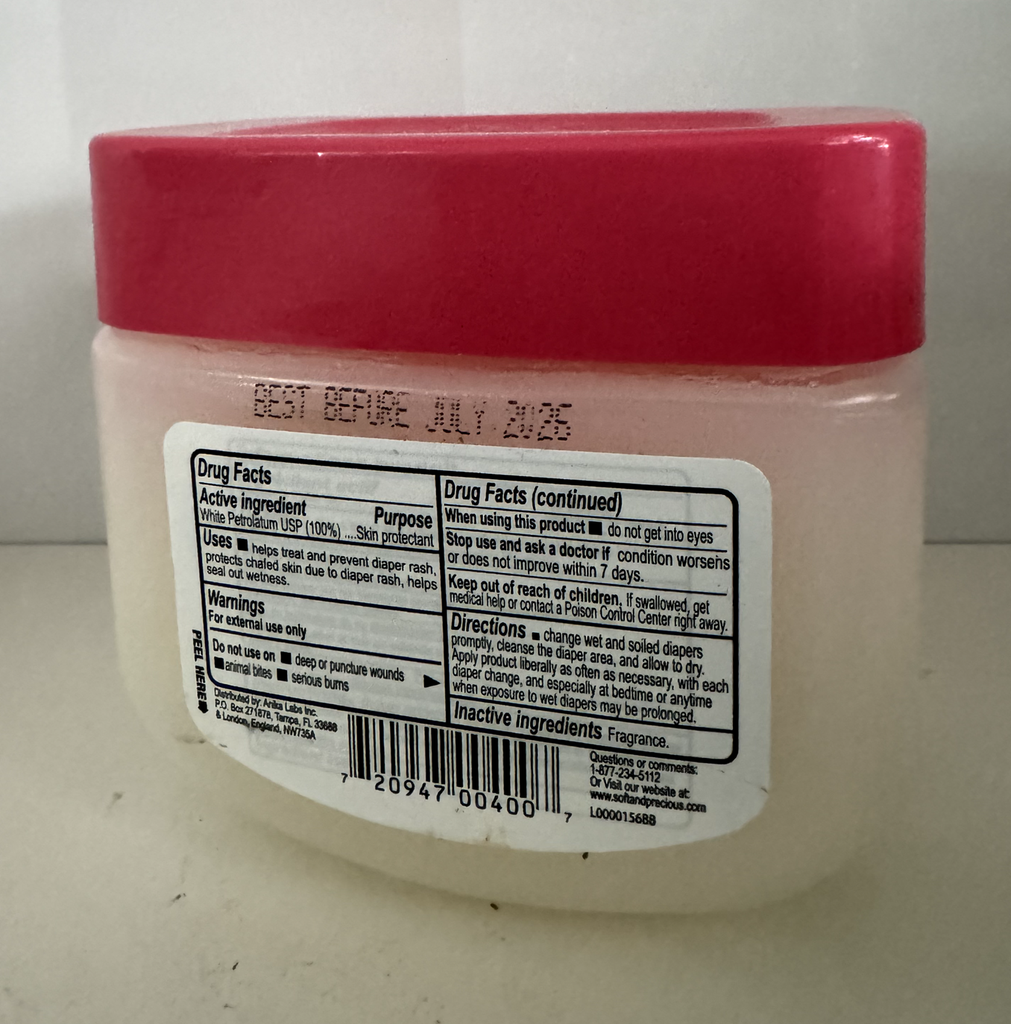 BEST BEFORE JULY 2026
Drug Facts
Active ingredient Purpose
White Petrolatum USP (100%) ....Skin protectant
Uses ■ helps treat and prevent diaper rash,
protects chafed skin due to diaper rash, helps
seal out wetness.
Warnings
For external use only
Do not use on ■ deep or puncture wounds
■ animal bites ■ serious burns
Drug Facts (continued)
When using this product ■ do not get into eyes
Stop use and ask a doctor if condition worsens
or does not improve within 7 days.
Keep out of reach of children. If swallowed, get
medical help or contact a Poison Control Center right away.
Directions ■ change wet and soiled diapers
promptly, cleanse the diaper area, and allow to dry.
Apply product liberally as often as necessary, with each
diaper change, and especially at bedtime or anytime
when exposure to wet diapers may be prolonged.
Inactive ingredients Fragrance.
PEEL HERE
Distributed by: Anika Labs Inc.
P.O. Box 271878, Tampa, FL 33688
& London, England, NW735A
7 20947 00400 7
Questions or comments:
1-877-234-5112
Or Visit our website at:
www.softandprecious.com
L00001568B